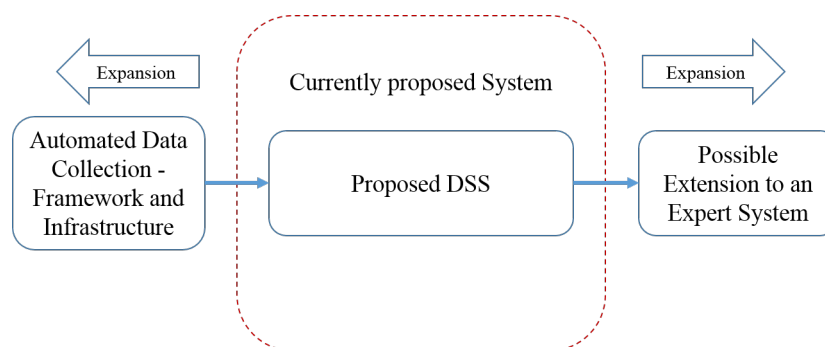 Expansion
Currently proposed System
Expansion
Automated Data
Collection -
Framework and
Infrastructure
Proposed DSS
Possible
Extension to an
Expert System